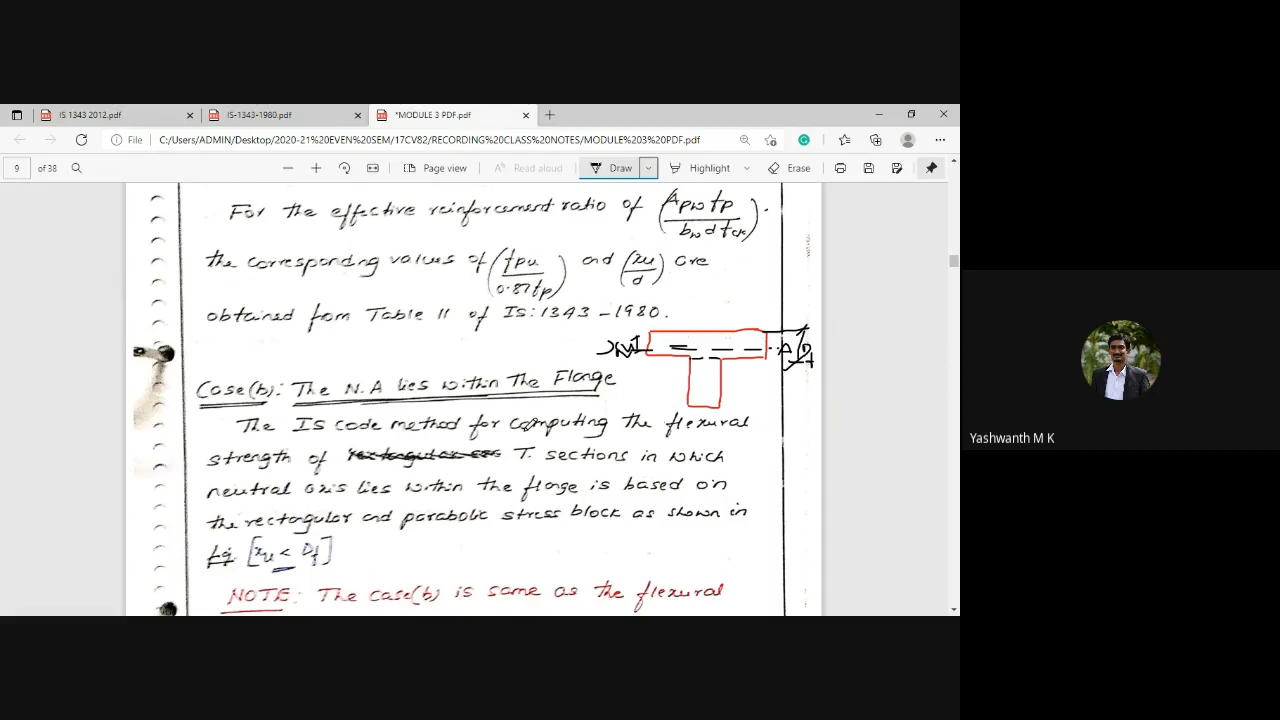 IS 1343 2012.pdf
IS-1343-1980.pdf
*MODULE 3 PDF.pdf
File
C:/Users/ADMIN/Desktop/2020-21%20EVEN%20SEM/17CV82/RECORDING%20CLASS%20NOTES/MODULE%203%20PDF.pdf
9 of 38
Page view
Read aloud
Draw
Highlight
Erase
For the effective reinforcement ratio of (Apw fp / bw d fck).
the corresponding values of (fpu / 0.87fp) and (xu / d) are
obtained from Table 11 of IS:1343-1980.
N
A
Df
Case(b): The N.A lies within The Flange
The IS code method for computing the flexural
strength of T. sections in which
neutral axis lies within the flange is based on
the rectangular and parabolic stress block as shown in
fig. [xu < Df]
NOTE: The case(b) is same as the flexural
Yashwanth M K